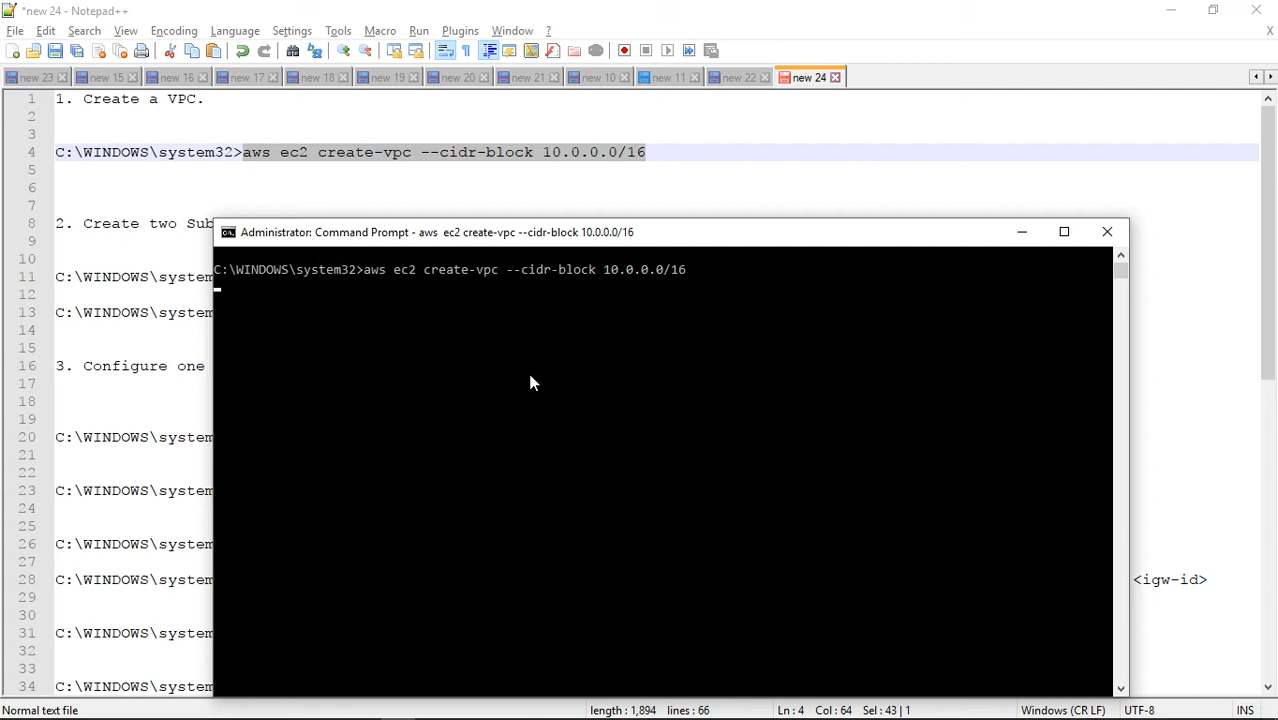 *new 24 - Notepad++
File Edit Search View Encoding Language Settings Tools Macro Run Plugins Window ? X
new 23 new 15 new 16 new 17 new 18 new 19 new 20 new 21 new 10 new 11 new 22 new 24
1 1. Create a VPC.
2
3
4 C:\WINDOWS\system32>aws ec2 create-vpc --cidr-block 10.0.0.0/16
5
6
7
8 2. Create two Sub
9
10
11 C:\WINDOWS\system
12
13 C:\WINDOWS\system
14
15
16 3. Configure one
17
18
19
20 C:\WINDOWS\system
21
22
23 C:\WINDOWS\system
24
25
26 C:\WINDOWS\system
27
28 C:\WINDOWS\system <igw-id>
29
30
31 C:\WINDOWS\system
32
33
34 C:\WINDOWS\system
Administrator: Command Prompt - aws ec2 create-vpc --cidr-block 10.0.0.0/16
C:\WINDOWS\system32>aws ec2 create-vpc --cidr-block 10.0.0.0/16
Normal text file length : 1,894 lines : 66 Ln : 4 Col : 64 Sel : 43 | 1 Windows (CR LF) UTF-8 INS